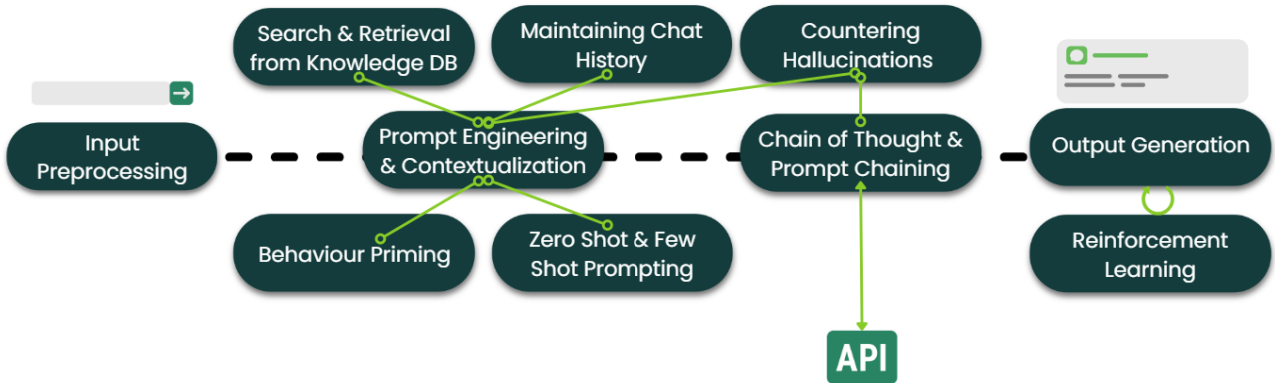 Search & Retrieval
from Knowledge DB
Maintaining Chat
History
Countering
Hallucinations
Input
Preprocessing
Prompt Engineering
& Contextualization
Chain of Thought &
Prompt Chaining
Output Generation
Behaviour Priming
Zero Shot & Few
Shot Prompting
Reinforcement
Learning
API